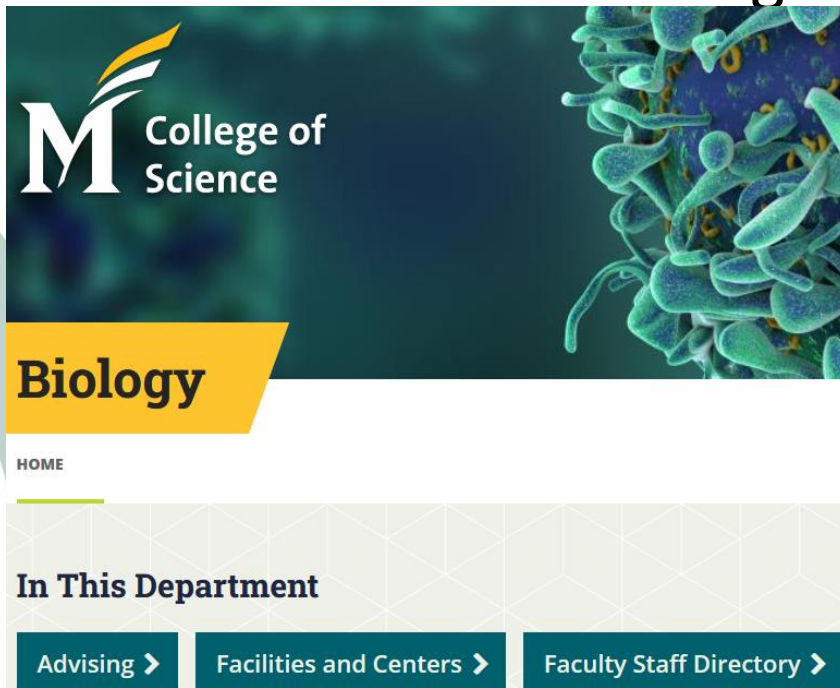 M
College of
Science
Biology
HOME
In This Department
Advising
Facilities and Centers
Faculty Staff Directory